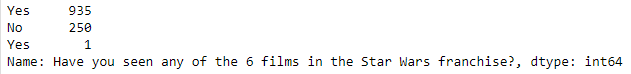 Yes     935
No      250
Yes       1
Name: Have you seen any of the 6 films in the Star Wars franchise?, dtype: int64